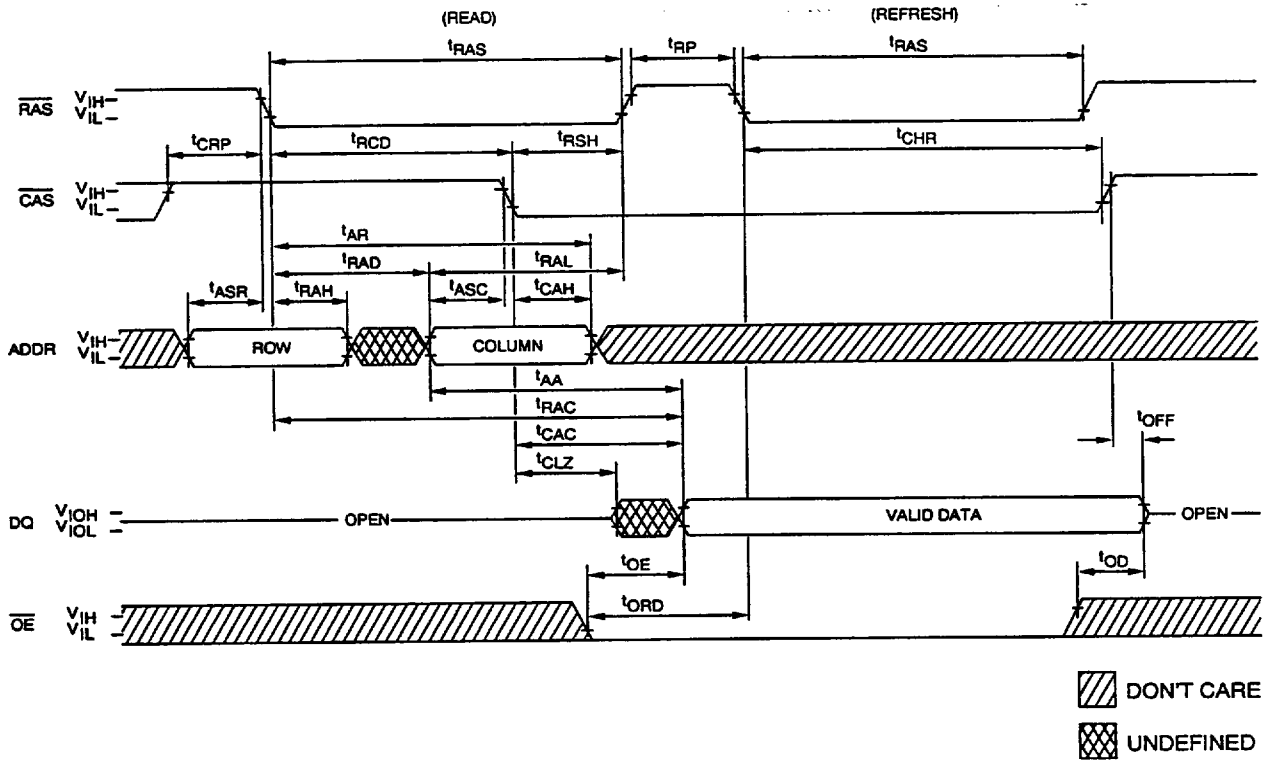 (READ) (REFRESH)
tRAS tRP tRAS
RAS VIH VIL
tCRP tRCD tRSH tCHR
CAS VIH VIL
tAR
tRAD tRAL
tASR tRAH tASC tCAH
ADDR VIH VIL ROW COLUMN
tAA
tRAC
tCAC tOFF
tCLZ
DQ VIOH VIOL OPEN VALID DATA OPEN
tOE tOD
tORD
OE VIH VIL
DON'T CARE
UNDEFINED